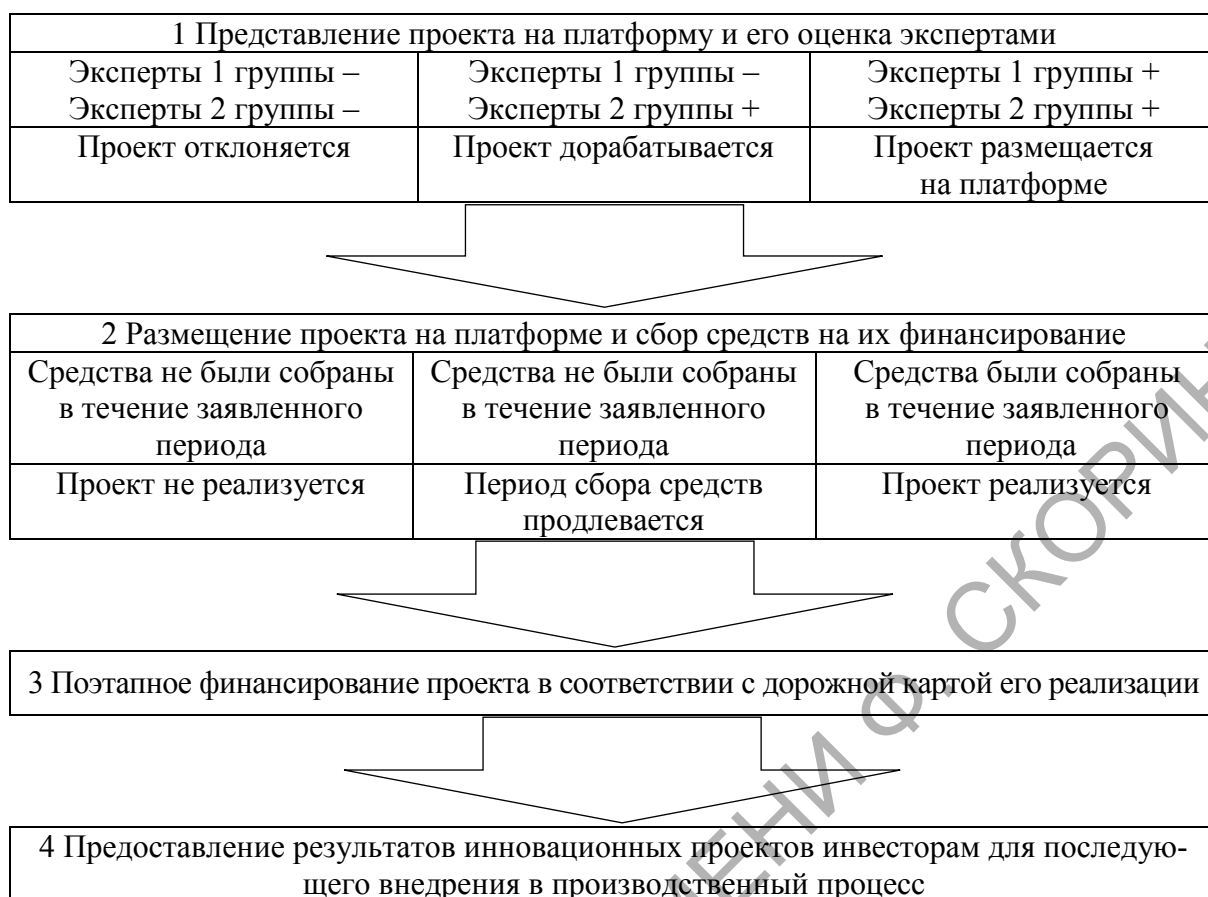 1 Представление проекта на платформу и его оценка экспертами
Эксперты 1 группы –
Эксперты 2 группы –
Эксперты 1 группы –
Эксперты 2 группы +
Эксперты 1 группы +
Эксперты 2 группы +
Проект отклоняется
Проект дорабатывается
Проект размещается
на платформе
2 Размещение проекта на платформе и сбор средств на их финансирование
Средства не были собраны
в течение заявленного
периода
Средства не были собраны
в течение заявленного
периода
Средства были собраны
в течение заявленного
периода
Проект не реализуется
Период сбора средств
продлевается
Проект реализуется
3 Поэтапное финансирование проекта в соответствии с дорожной картой его реализации
4 Предоставление результатов инновационных проектов инвесторам для последую-
щего внедрения в производственный процесс
Ф.